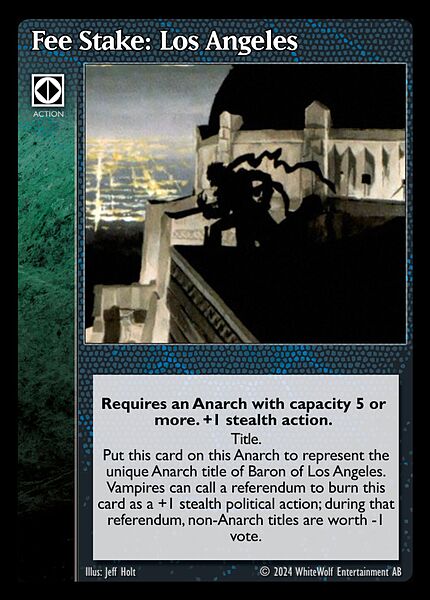 Fee Stake: Los Angeles
ACTION
Requires an Anarch with capacity 5 or
more. +1 stealth action.
Title.
Put this card on this Anarch to represent the
unique Anarch title of Baron of Los Angeles.
Vampires can call a referendum to burn this
card as a +1 stealth political action; during that
referendum, non-Anarch titles are worth -1
vote.
Illus: Jeff Holt © 2024 WhiteWolf Entertainment AB